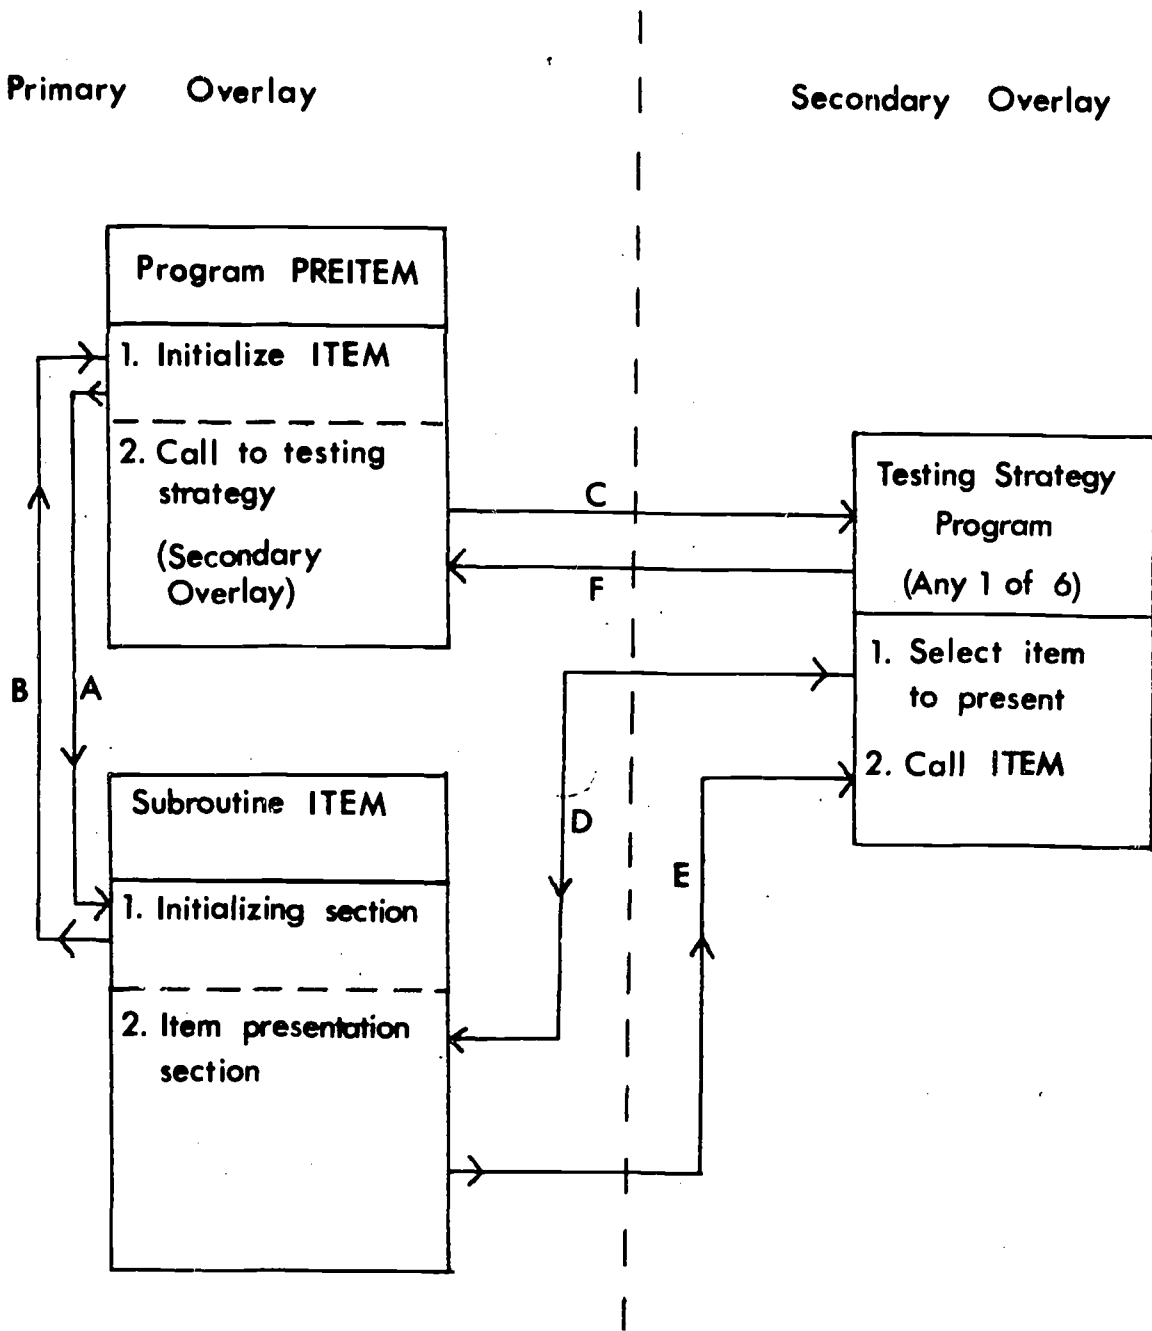 Primary Overlay
Secondary Overlay
Program PREITEM
1. Initialize ITEM
2. Call to testing
strategy
(Secondary
Overlay)
C
F
Testing Strategy
Program
(Any 1 of 6)
1. Select item
to present
2. Call ITEM
B
A
Subroutine ITEM
1. Initializing section
2. Item presentation
section
D
E